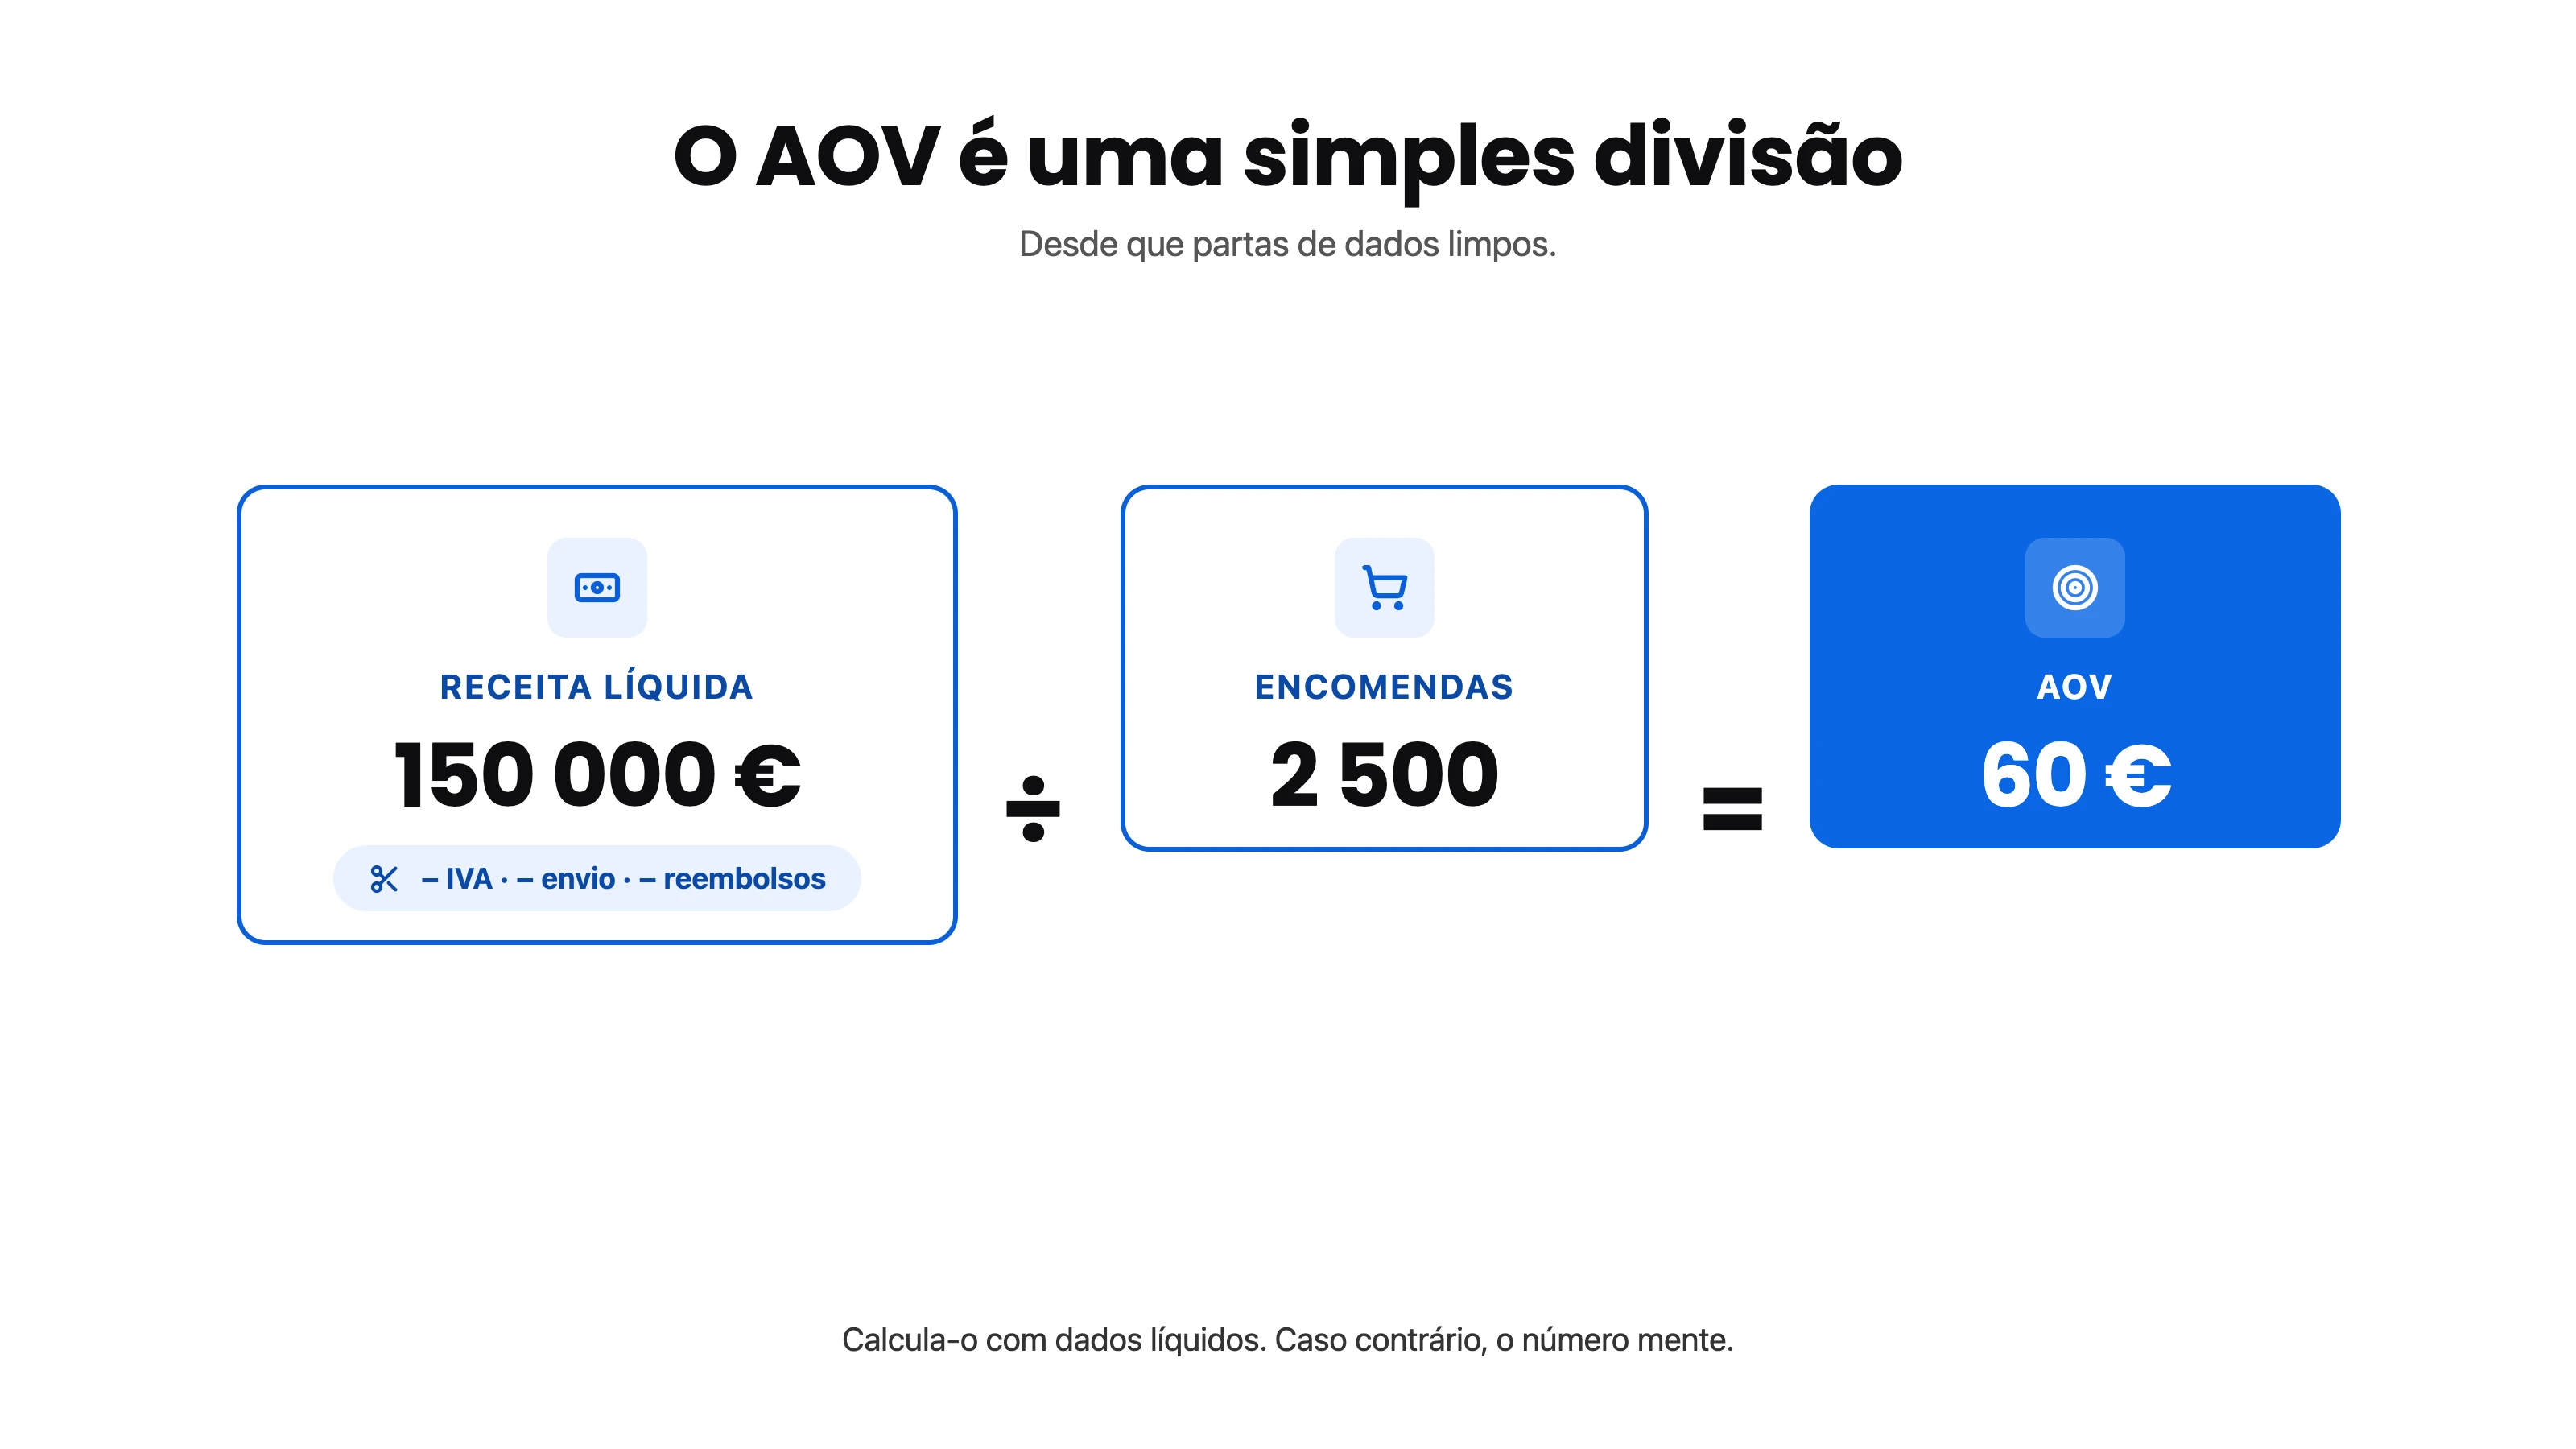 O AOV é uma simples divisão
Desde que partas de dados limpos.
RECEITA LÍQUIDA
150 000 €
– IVA · – envio · – reembolsos
÷
ENCOMENDAS
2 500
=
AOV
60 €
Calcula-o com dados líquidos. Caso contrário, o número mente.